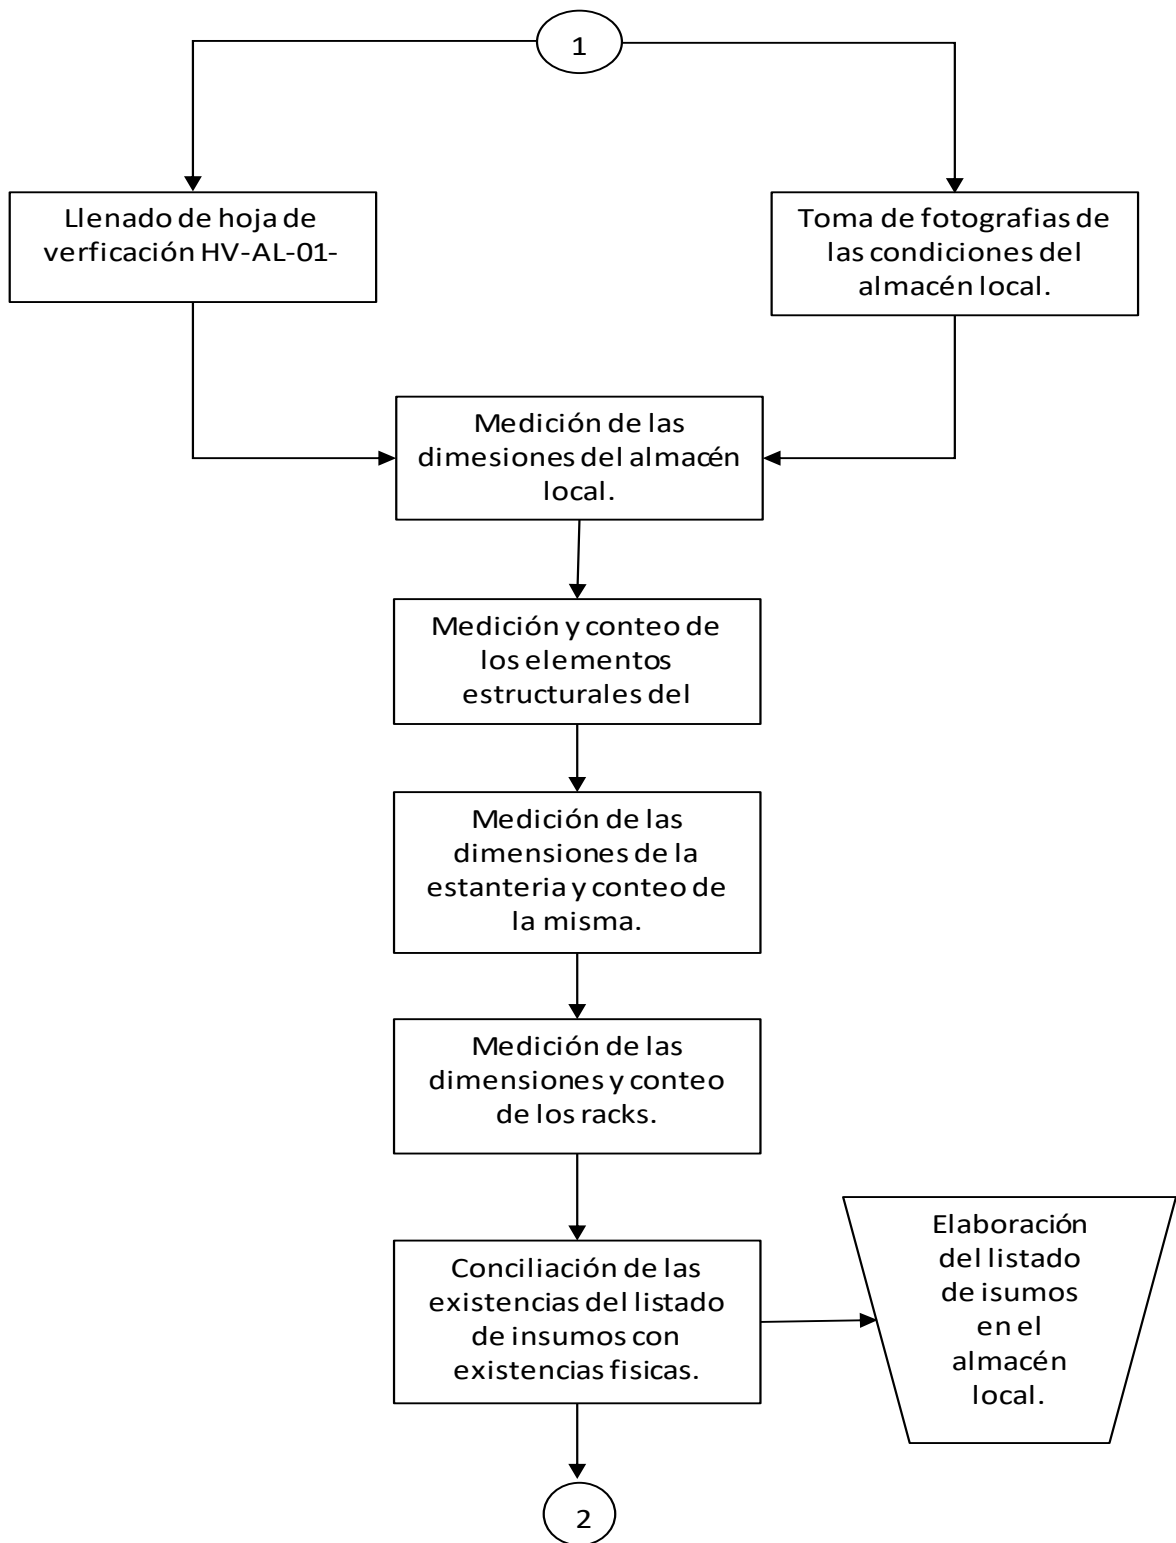 1
Llenado de hoja de
verficación HV-AL-01-
Toma de fotografias de
las condiciones del
almacén local.
Medición de las
dimesiones del almacén
local.
Medición y conteo de
los elementos
estructurales del
Medición de las
dimensiones de la
estanteria y conteo de
la misma.
Medición de las
dimensiones y conteo
de los racks.
Conciliación de las
existencias del listado
de insumos con
existencias fisicas.
Elaboración
del listado
de isumos
en el
almacén
local.
2